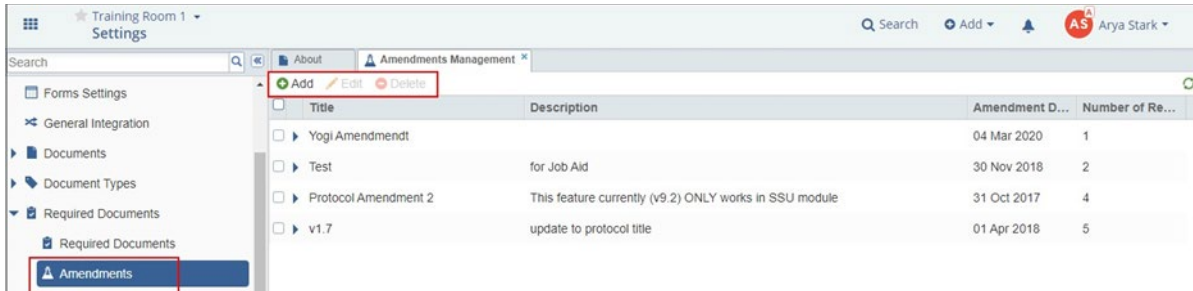 Training Room 1
Settings
Search
Add
A
AS
Arya Stark
Search
About
Amendments Management
Forms Settings
General Integration
Documents
Document Types
Required Documents
Required Documents
Amendments
Add Edit Delete
Title Description Amendment D... Number of Re...
Yogi Amendmendt 04 Mar 2020 1
Test for Job Aid 30 Nov 2018 2
Protocol Amendment 2 This feature currently (v9.2) ONLY works in SSU module 31 Oct 2017 4
v1.7 update to protocol title 01 Apr 2018 5